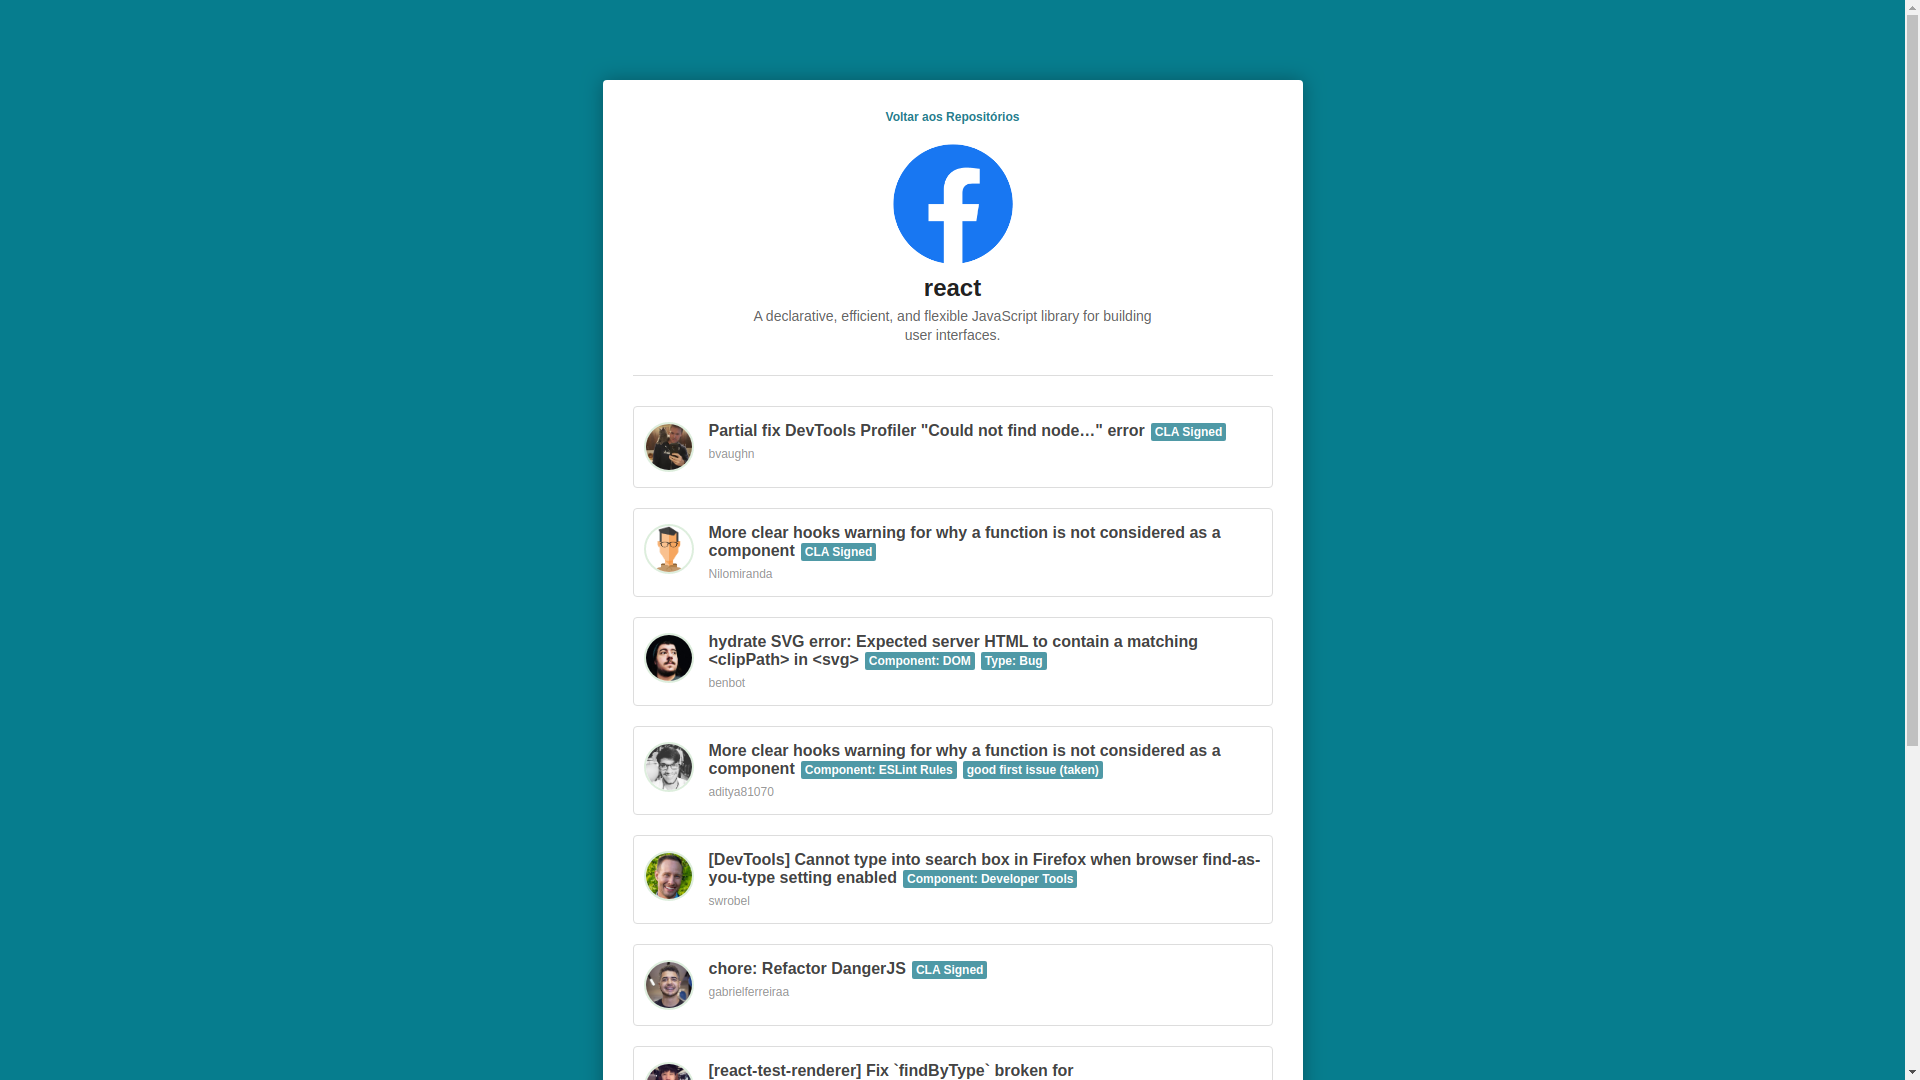 Voltar aos Repositórios
react
A declarative, efficient, and flexible JavaScript library for building
user interfaces.
Partial fix DevTools Profiler "Could not find node…" error CLA Signed
bvaughn
More clear hooks warning for why a function is not considered as a
component CLA Signed
Nilomiranda
hydrate SVG error: Expected server HTML to contain a matching
<clipPath> in <svg> Component: DOM Type: Bug
benbot
More clear hooks warning for why a function is not considered as a
component Component: ESLint Rules good first issue (taken)
aditya81070
[DevTools] Cannot type into search box in Firefox when browser find-as-
you-type setting enabled Component: Developer Tools
swrobel
chore: Refactor DangerJS CLA Signed
gabrielferreiraa
[react-test-renderer] Fix `findByType` broken for